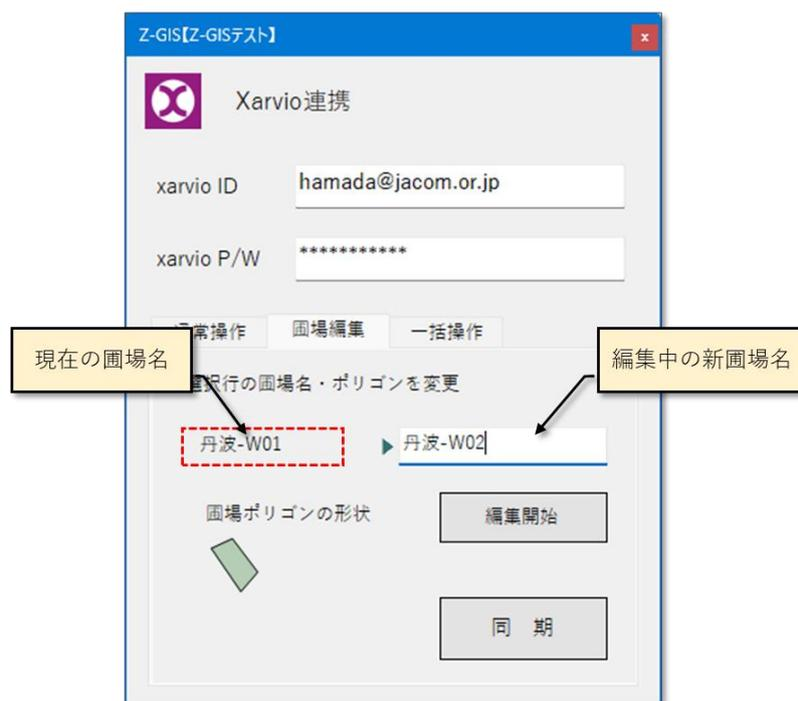 Z-GIS【Z-GISテスト】
x
Xarvio連携
xarvio ID
hamada@jacom.or.jp
xarvio P/W
***********
常操作
圃場編集
一括操作
現在の圃場名
編集中の新圃場名
択行の圃場名・ポリゴンを変更
丹波-W01
丹波-W02
圃場ポリゴンの形状
編集開始
同 期